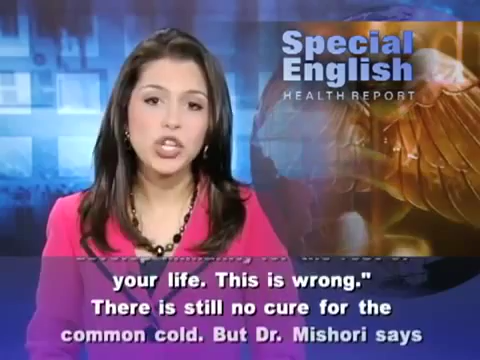 Special
English
HEALTH REPORT
your life. This is wrong."
There is still no cure for the
common cold. But Dr. Mishori says